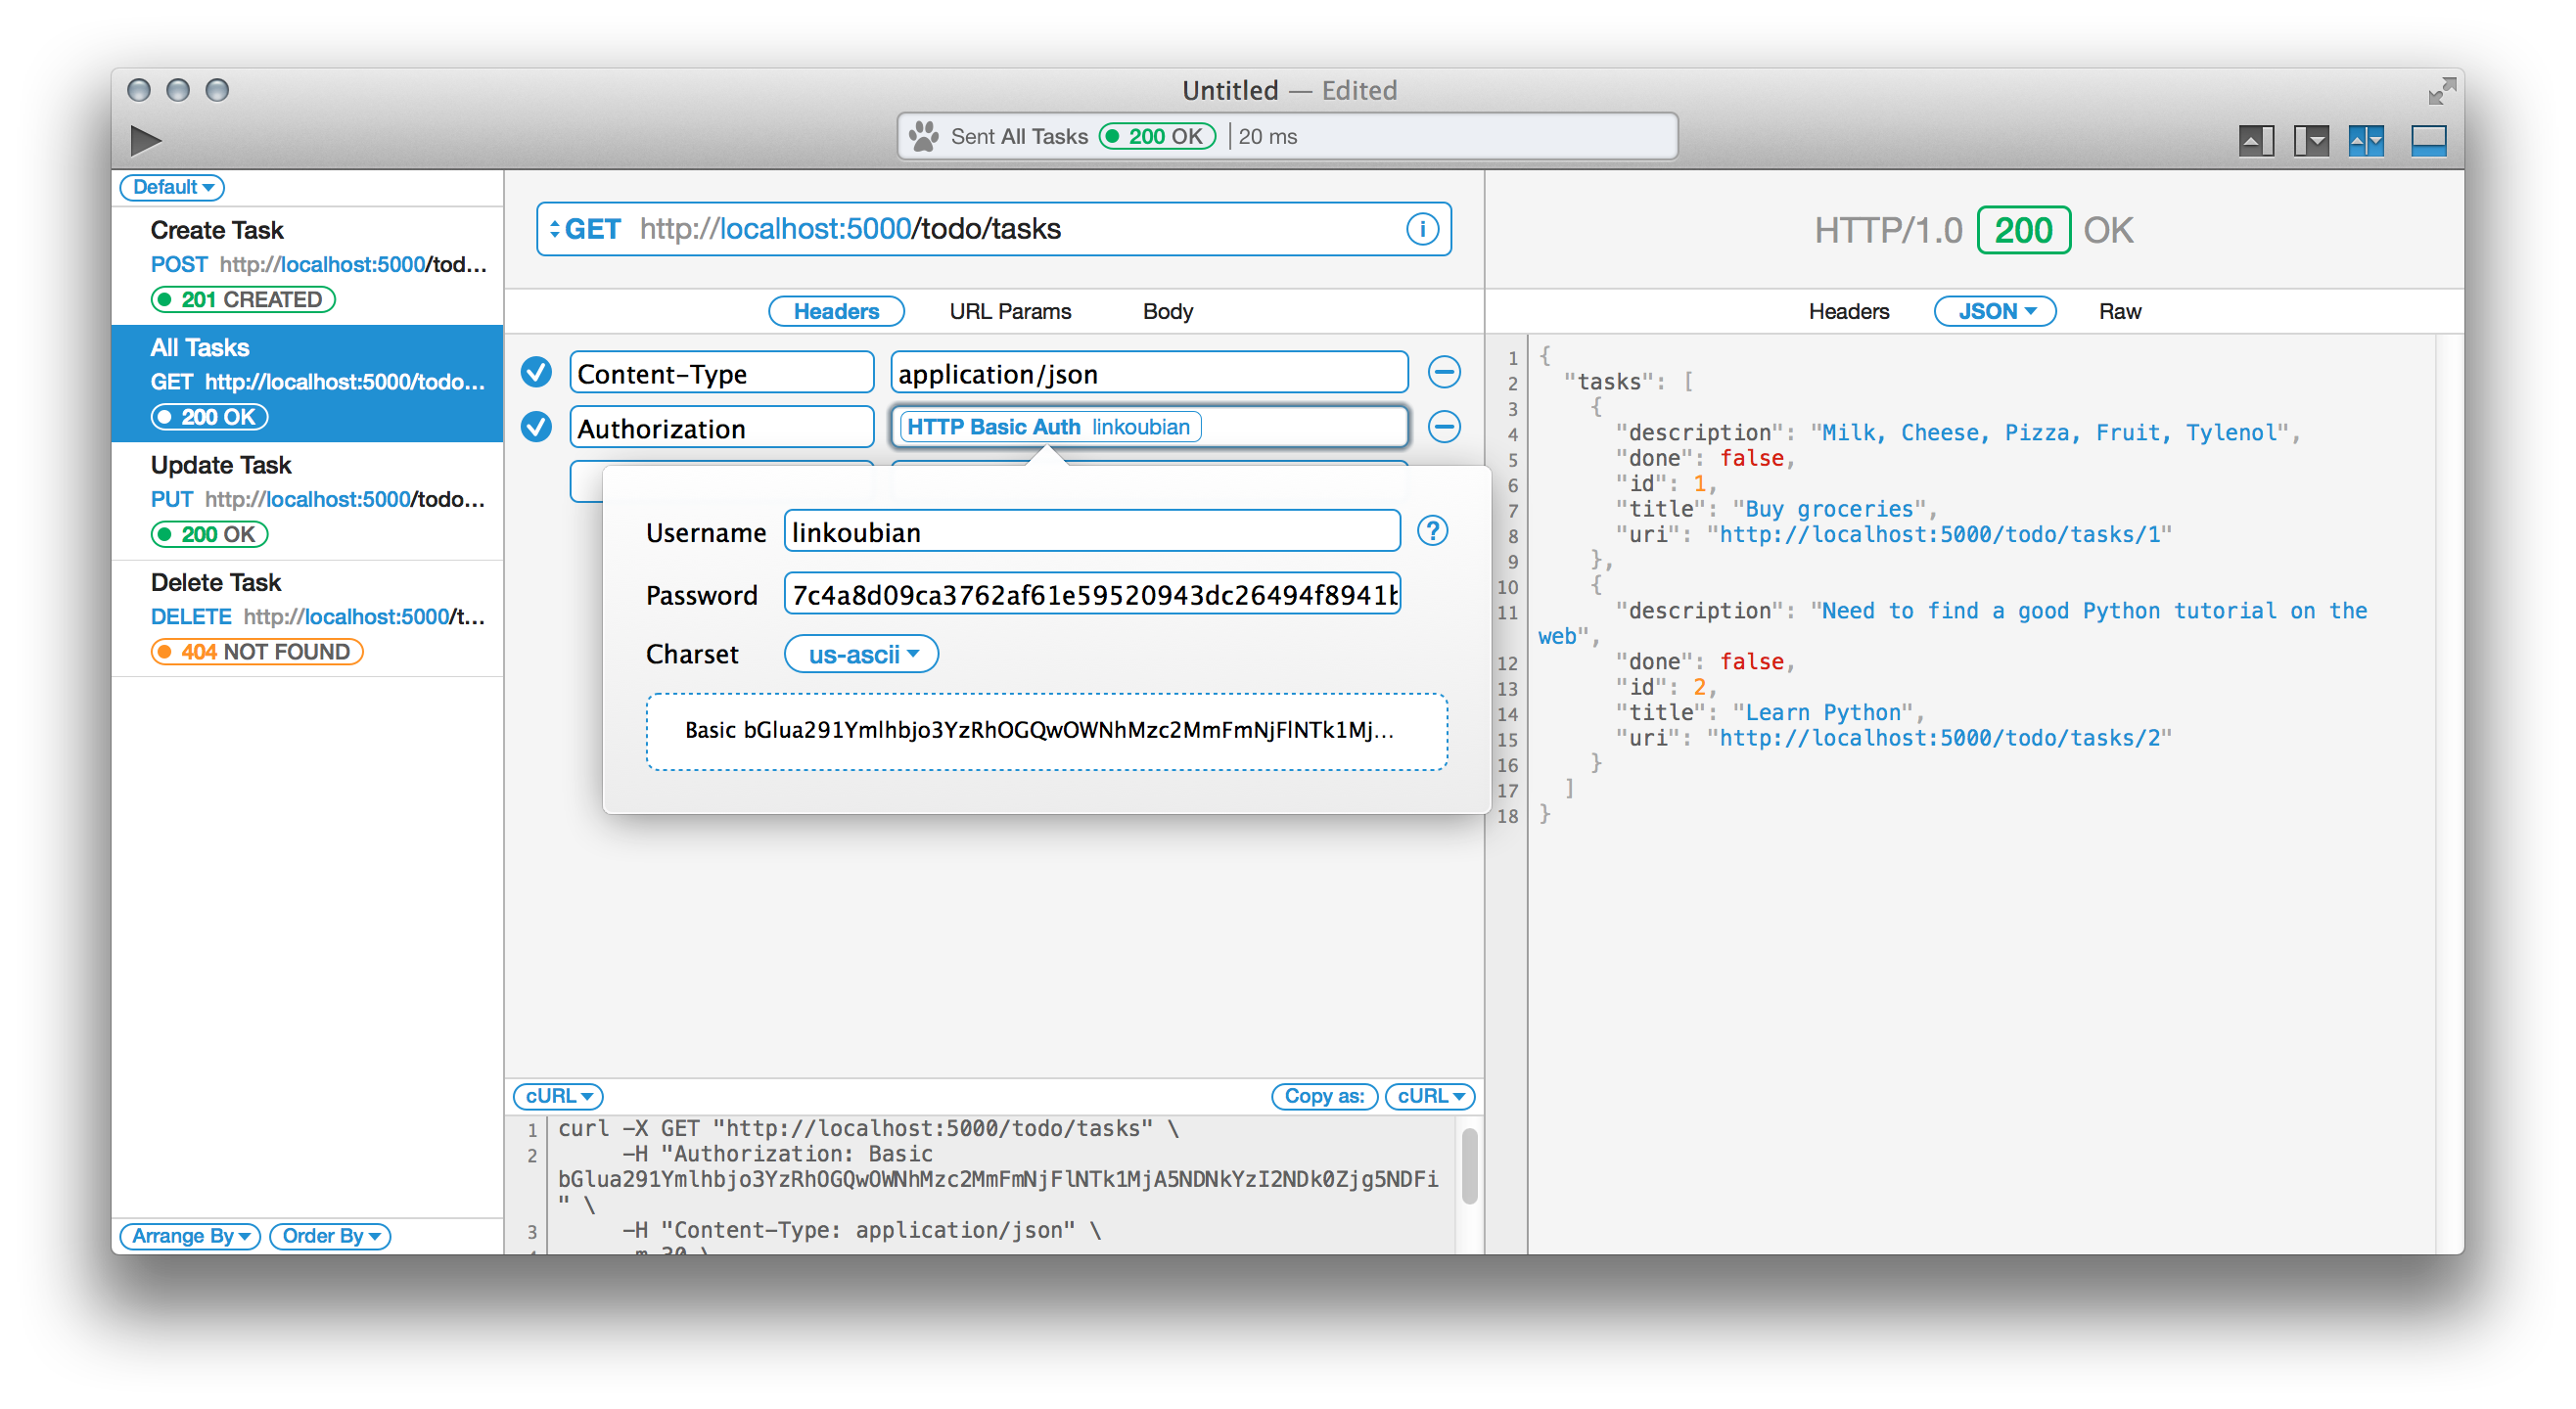 Untitled — Edited
Sent All Tasks 200 OK 20 ms
Default
Create Task
POST http://localhost:5000/tod...
201 CREATED
All Tasks
GET http://localhost:5000/todo...
200 OK
Update Task
PUT http://localhost:5000/todo...
200 OK
Delete Task
DELETE http://localhost:5000/t...
404 NOT FOUND
Arrange By Order By
GET http://localhost:5000/todo/tasks i
Headers URL Params Body
Content-Type application/json
Authorization HTTP Basic Auth linkoubian
Username linkoubian ?
Password 7c4a8d09ca3762af61e59520943dc26494f8941b
Charset us-ascii
Basic bGlua291Ymlhbjo3YzRhOGQwOWNhMzc2MmFmNjFlNTk1Mj...
cURL Copy as: cURL
1 curl -X GET "http://localhost:5000/todo/tasks" \
2 -H "Authorization: Basic
bGlua291Ymlhbjo3YzRhOGQwOWNhMzc2MmFmNjFlNTk1MjA5NDNkYzI2NDk0Zjg5NDFi
" \
3 -H "Content-Type: application/json" \
HTTP/1.0 200 OK
Headers JSON Raw
1 {
2 "tasks": [
3 {
4 "description": "Milk, Cheese, Pizza, Fruit, Tylenol",
5 "done": false,
6 "id": 1,
7 "title": "Buy groceries",
8 "uri": "http://localhost:5000/todo/tasks/1"
9 },
10 {
11 "description": "Need to find a good Python tutorial on the
web",
12 "done": false,
13 "id": 2,
14 "title": "Learn Python",
15 "uri": "http://localhost:5000/todo/tasks/2"
16 }
17 ]
18 }